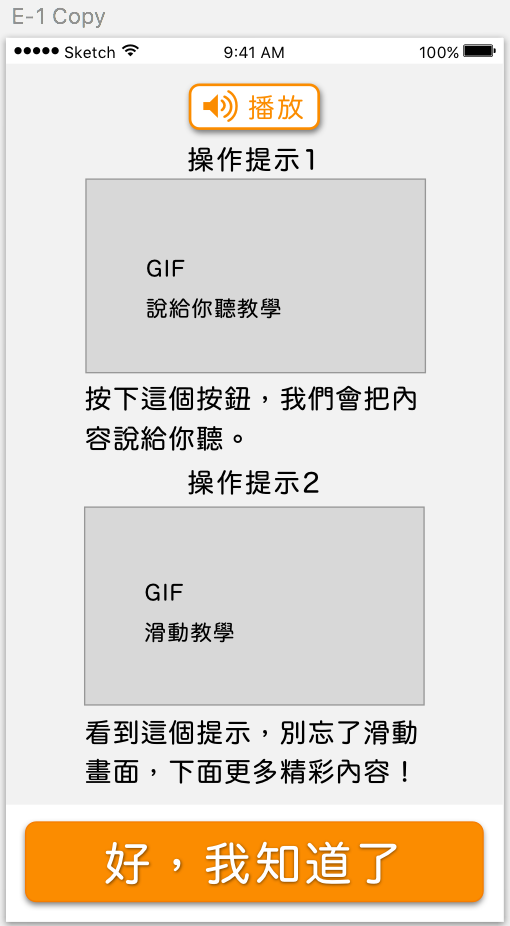 E-1 Copy
Sketch 9:41 AM 100%
播放
操作提示1
GIF
說給你聽教學
按下這個按鈕，我們會把內
容說給你聽。
操作提示2
GIF
滑動教學
看到這個提示，別忘了滑動
畫面，下面更多精彩內容！
好，我知道了